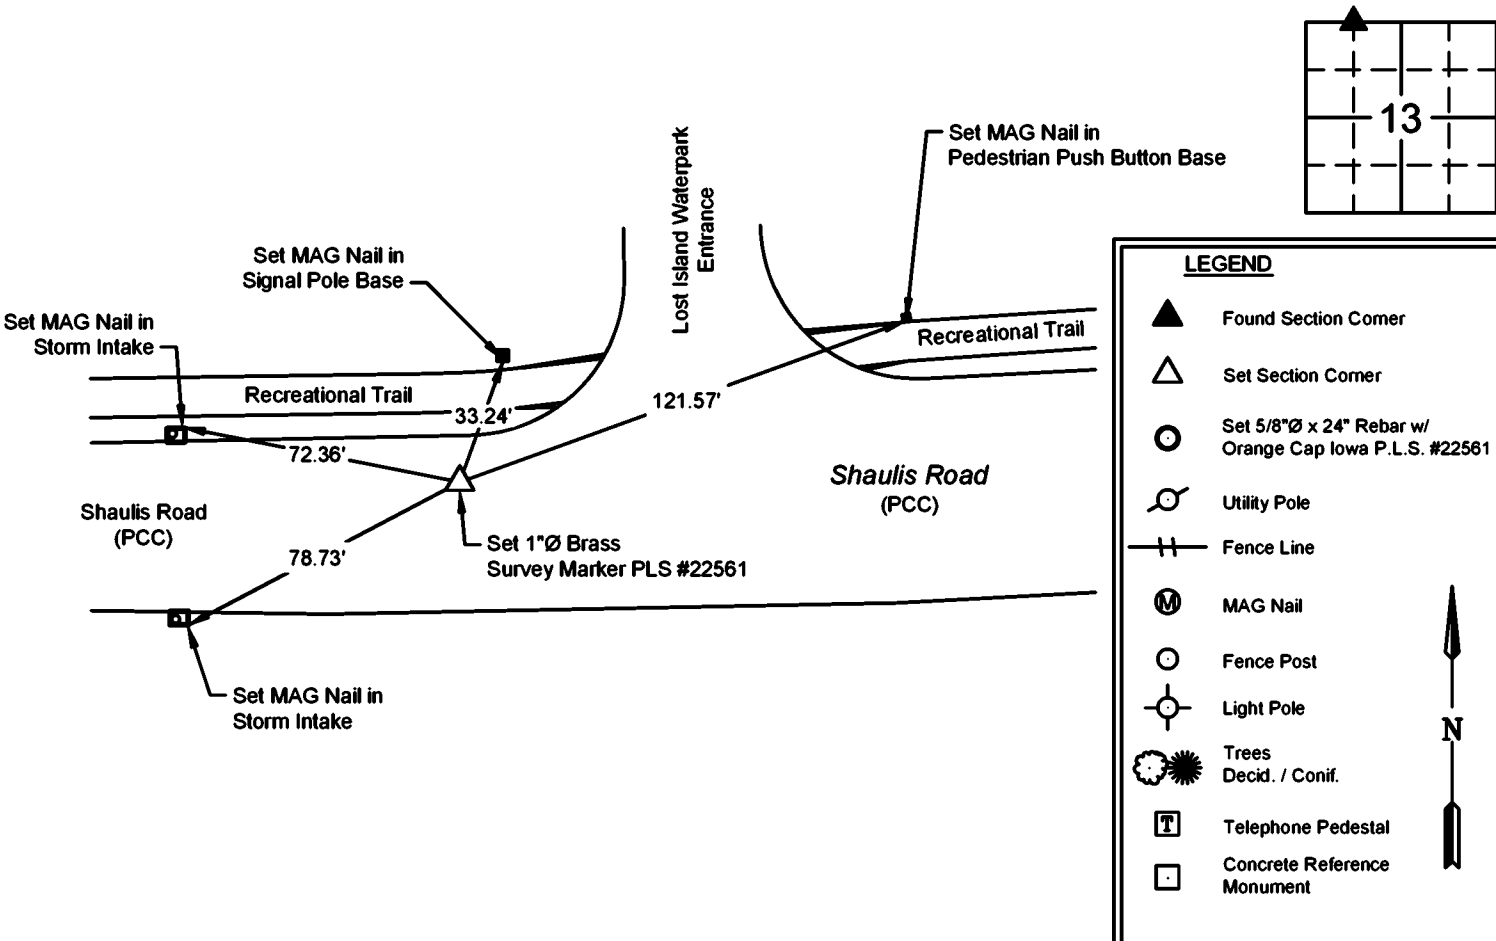 13
Set MAG Nail in
Pedestrian Push Button Base
Lost Island Waterpark
Entrance
Set MAG Nail in
Signal Pole Base
Set MAG Nail in
Storm Intake
Recreational Trail
Recreational Trail
33.24'
121.57'
72.36'
Shaulis Road
(PCC)
Shaulis Road
(PCC)
78.73'
Set 1"Ø Brass
Survey Marker PLS #22561
Set MAG Nail in
Storm Intake
LEGEND
Found Section Corner
Set Section Corner
Set 5/8"Ø x 24" Rebar w/
Orange Cap Iowa P.L.S. #22561
Utility Pole
Fence Line
M
MAG Nail
Fence Post
Light Pole
Trees
Decid. / Conif.
T
Telephone Pedestal
Concrete Reference
Monument
N